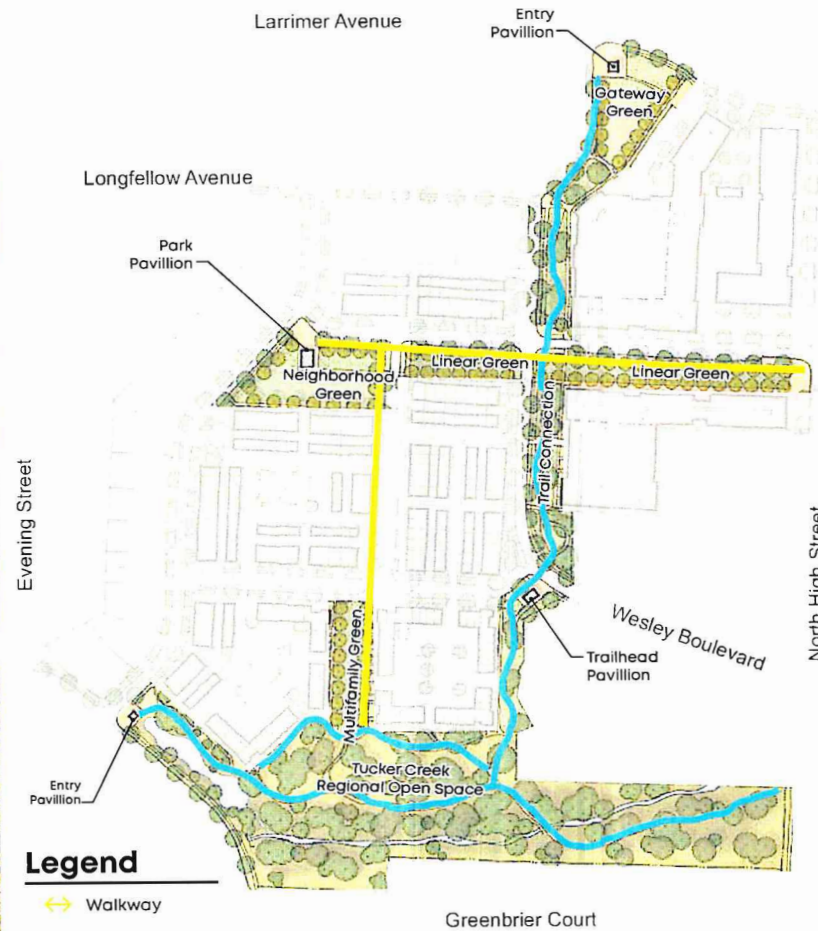 Larrimer Avenue
Entry
Pavillion
Gateway
Green
Longfellow Avenue
Park
Pavillion
Linear Green
Linear Green
Neighborhood
Green
Trail Connection
Evening Street
North High Street
Wesley Boulevard
Trailhead
Pavillion
Multifamily Green
Entry
Pavillion
Tucker Creek
Regional Open Space
Legend
Walkway
Greenbrier Court